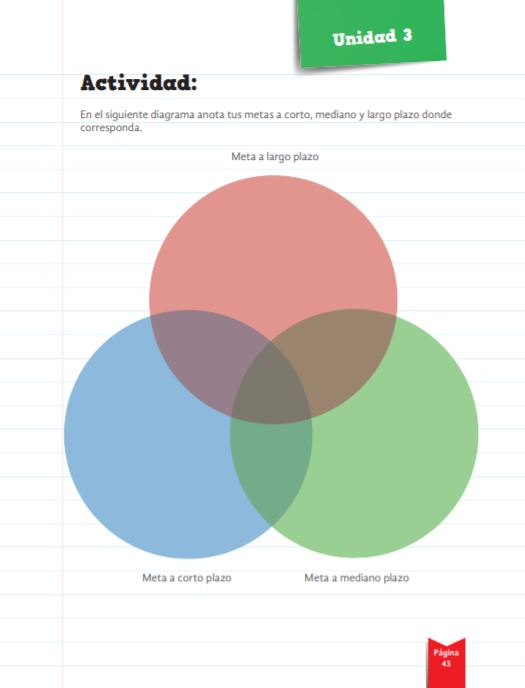 Unidad 3
Actividad:
En el siguiente diagrama anota tus metas a corto, mediano y largo plazo donde
corresponda.
Meta a largo plazo
Meta a corto plazo
Meta a mediano plazo
Página
43